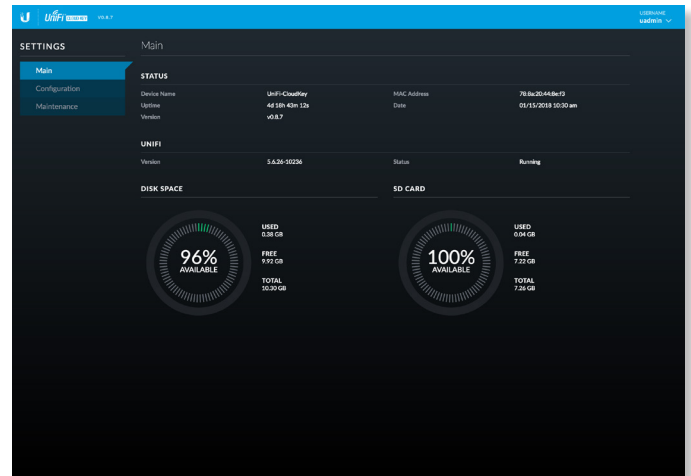 U UniFi CLOUD KEY v0.8.7
USERNAME
uadmin
SETTINGS
Main
Configuration
Maintenance
Main
STATUS
Device Name UniFi-CloudKey MAC Address 78:8a:20:44:8e:f3
Uptime 4d 18h 43m 12s Date 01/15/2018 10:30 am
Version v0.8.7
UNIFI
Version 5.6.26-10236 Status Running
DISK SPACE
96%
AVAILABLE
USED
0.38 GB
FREE
9.92 GB
TOTAL
10.30 GB
SD CARD
100%
AVAILABLE
USED
0.04 GB
FREE
7.22 GB
TOTAL
7.26 GB